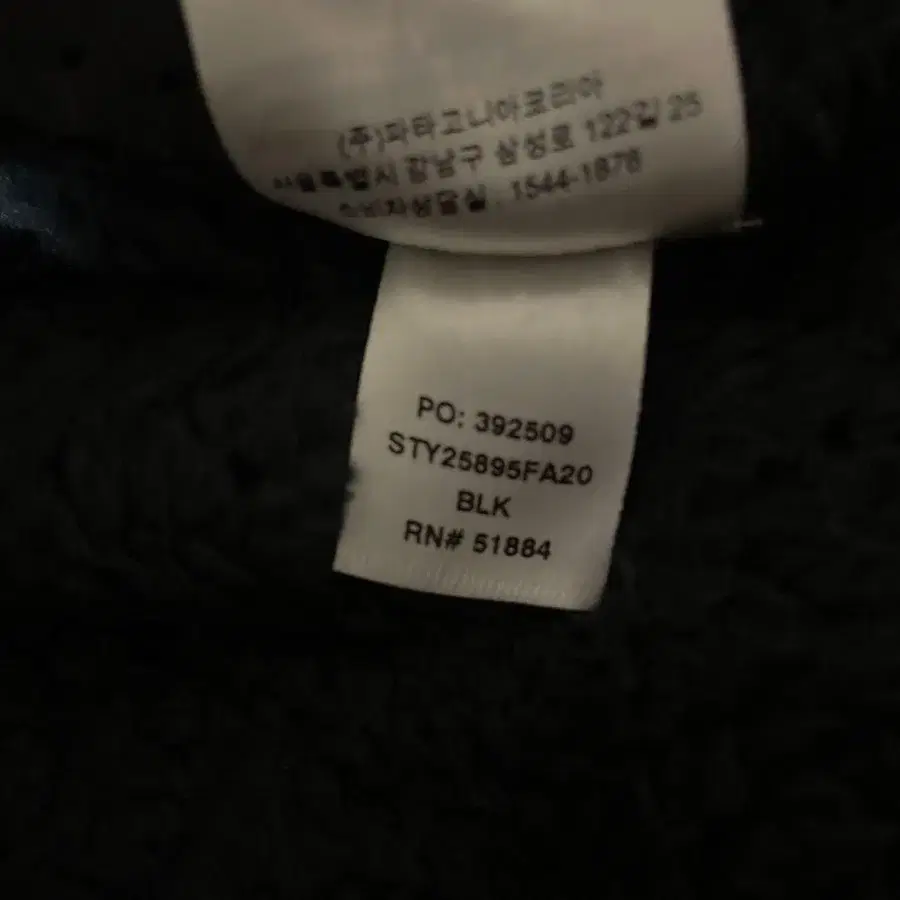 (주)파타고니아코리아
서울특별시 강남구 삼성로 122길 25
소비자상담실 . 1544-1878
PO: 392509
STY25895FA20
BLK
RN# 51884